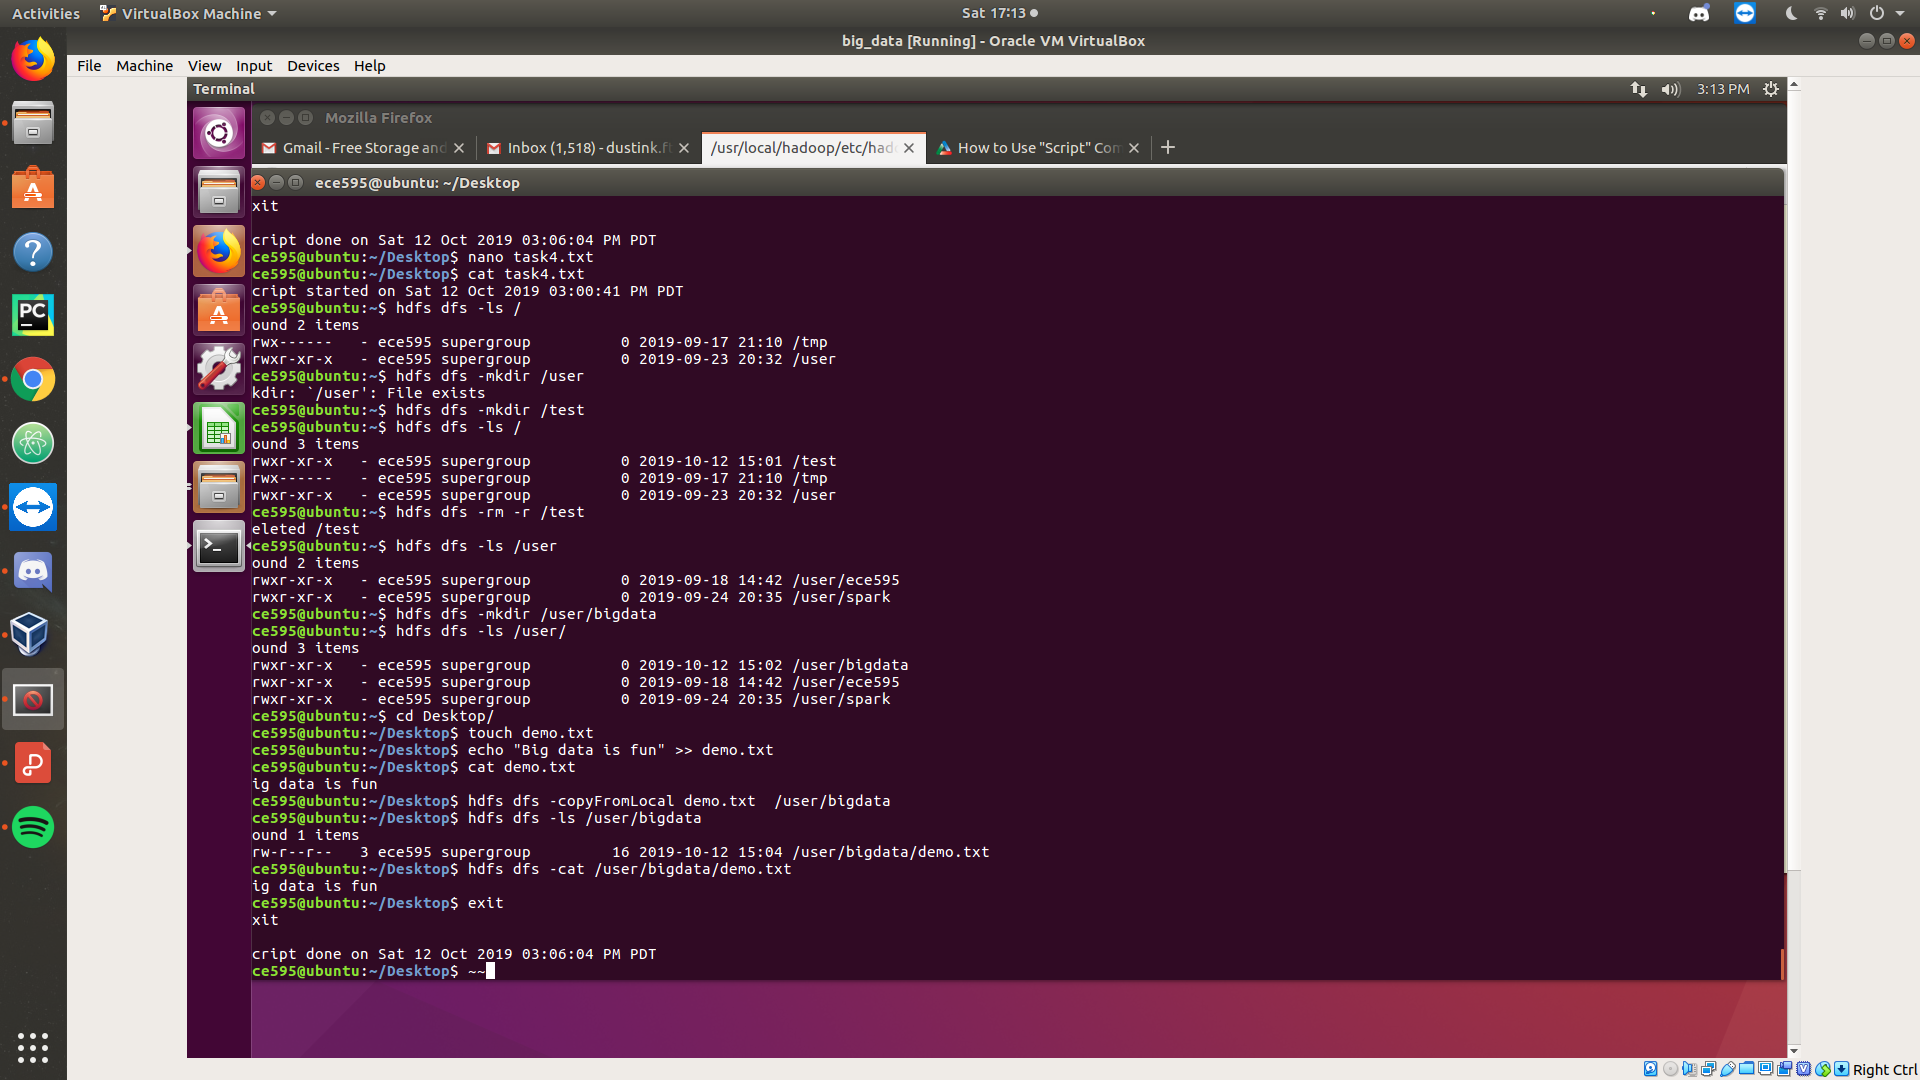 Activities
VirtualBox Machine
Sat 17:13
big_data [Running] - Oracle VM VirtualBox
File Machine View Input Devices Help
Terminal
3:13 PM
Mozilla Firefox
Gmail - Free Storage and
Inbox (1,518) - dustink.f
/usr/local/hadoop/etc/had
How to Use "Script" Com
ece595@ubuntu: ~/Desktop
xit
cript done on Sat 12 Oct 2019 03:06:04 PM PDT
ce595@ubuntu:~/Desktop$ nano task4.txt
ce595@ubuntu:~/Desktop$ cat task4.txt
cript started on Sat 12 Oct 2019 03:00:41 PM PDT
ce595@ubuntu:~$ hdfs dfs -ls /
ound 2 items
rwx------   - ece595 supergroup          0 2019-09-17 21:10 /tmp
rwxr-xr-x   - ece595 supergroup          0 2019-09-23 20:32 /user
ce595@ubuntu:~$ hdfs dfs -mkdir /user
kdir: `/user': File exists
ce595@ubuntu:~$ hdfs dfs -mkdir /test
ce595@ubuntu:~$ hdfs dfs -ls /
ound 3 items
rwxr-xr-x   - ece595 supergroup          0 2019-10-12 15:01 /test
rwx------   - ece595 supergroup          0 2019-09-17 21:10 /tmp
rwxr-xr-x   - ece595 supergroup          0 2019-09-23 20:32 /user
ce595@ubuntu:~$ hdfs dfs -rm -r /test
eleted /test
ce595@ubuntu:~$ hdfs dfs -ls /user
ound 2 items
rwxr-xr-x   - ece595 supergroup          0 2019-09-18 14:42 /user/ece595
rwxr-xr-x   - ece595 supergroup          0 2019-09-24 20:35 /user/spark
ce595@ubuntu:~$ hdfs dfs -mkdir /user/bigdata
ce595@ubuntu:~$ hdfs dfs -ls /user/
ound 3 items
rwxr-xr-x   - ece595 supergroup          0 2019-10-12 15:02 /user/bigdata
rwxr-xr-x   - ece595 supergroup          0 2019-09-18 14:42 /user/ece595
rwxr-xr-x   - ece595 supergroup          0 2019-09-24 20:35 /user/spark
ce595@ubuntu:~$ cd Desktop/
ce595@ubuntu:~/Desktop$ touch demo.txt
ce595@ubuntu:~/Desktop$ echo "Big data is fun" >> demo.txt
ce595@ubuntu:~/Desktop$ cat demo.txt
ig data is fun
ce595@ubuntu:~/Desktop$ hdfs dfs -copyFromLocal demo.txt  /user/bigdata
ce595@ubuntu:~/Desktop$ hdfs dfs -ls /user/bigdata
ound 1 items
rw-r--r--   3 ece595 supergroup         16 2019-10-12 15:04 /user/bigdata/demo.txt
ce595@ubuntu:~/Desktop$ hdfs dfs -cat /user/bigdata/demo.txt
ig data is fun
ce595@ubuntu:~/Desktop$ exit
xit
cript done on Sat 12 Oct 2019 03:06:04 PM PDT
ce595@ubuntu:~/Desktop$ ~~
PC
Right Ctrl